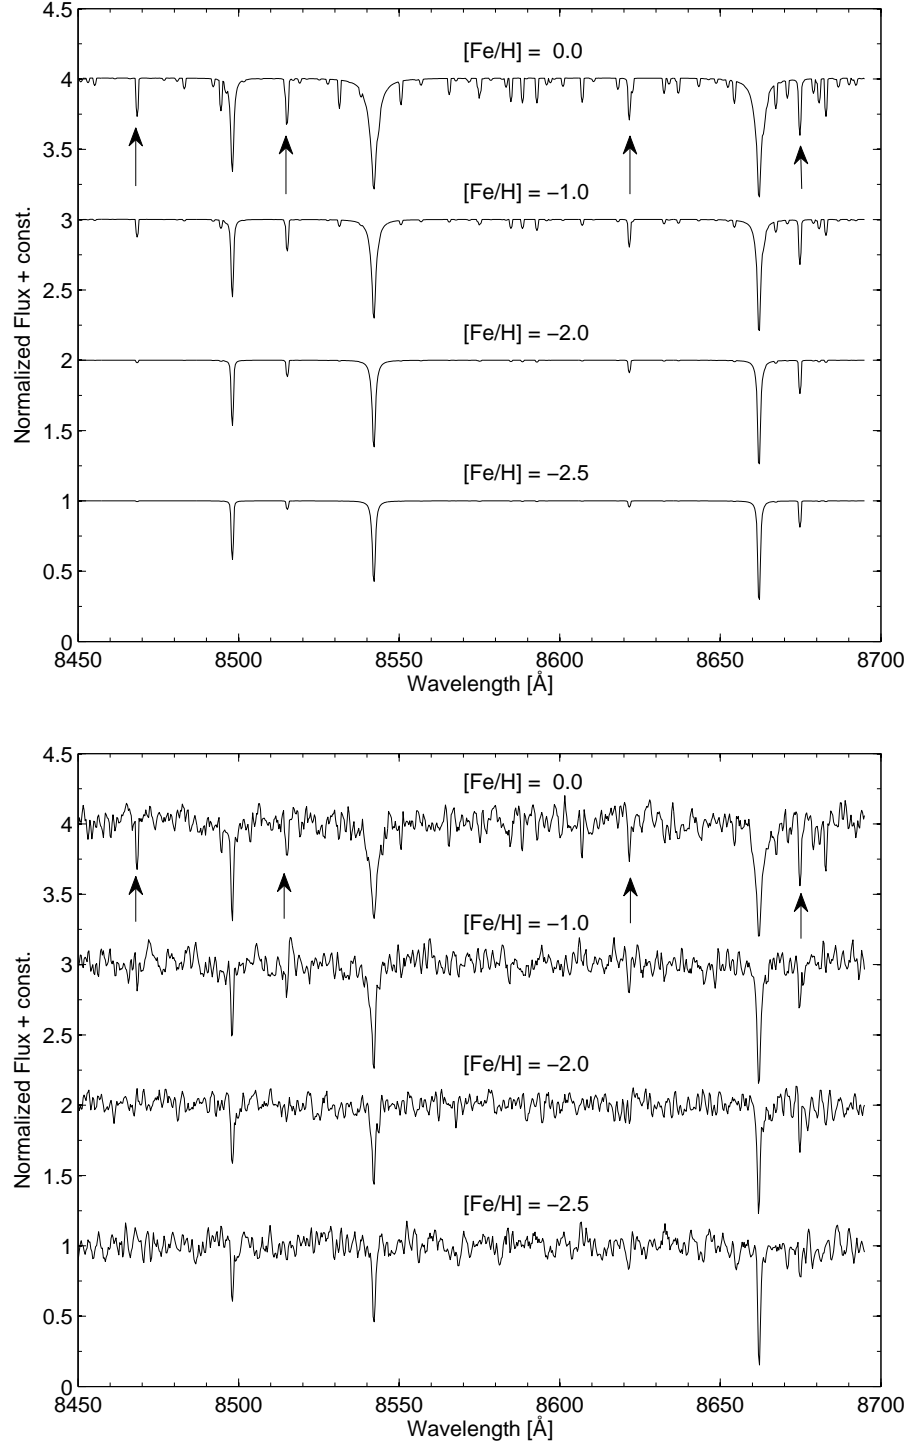 4.5
[Fe/H] = 0.0
4
3.5
[Fe/H] = −1.0
3
2.5
[Fe/H] = −2.0
2
1.5
[Fe/H] = −2.5
1
0.5
0
8450 8500 8550 8600 8650 8700
Wavelength [Å]
Normalized Flux + const.
4.5
[Fe/H] = 0.0
4
3.5
[Fe/H] = −1.0
3
2.5
[Fe/H] = −2.0
2
1.5
[Fe/H] = −2.5
1
0.5
0
8450 8500 8550 8600 8650 8700
Wavelength [Å]
Normalized Flux + const.